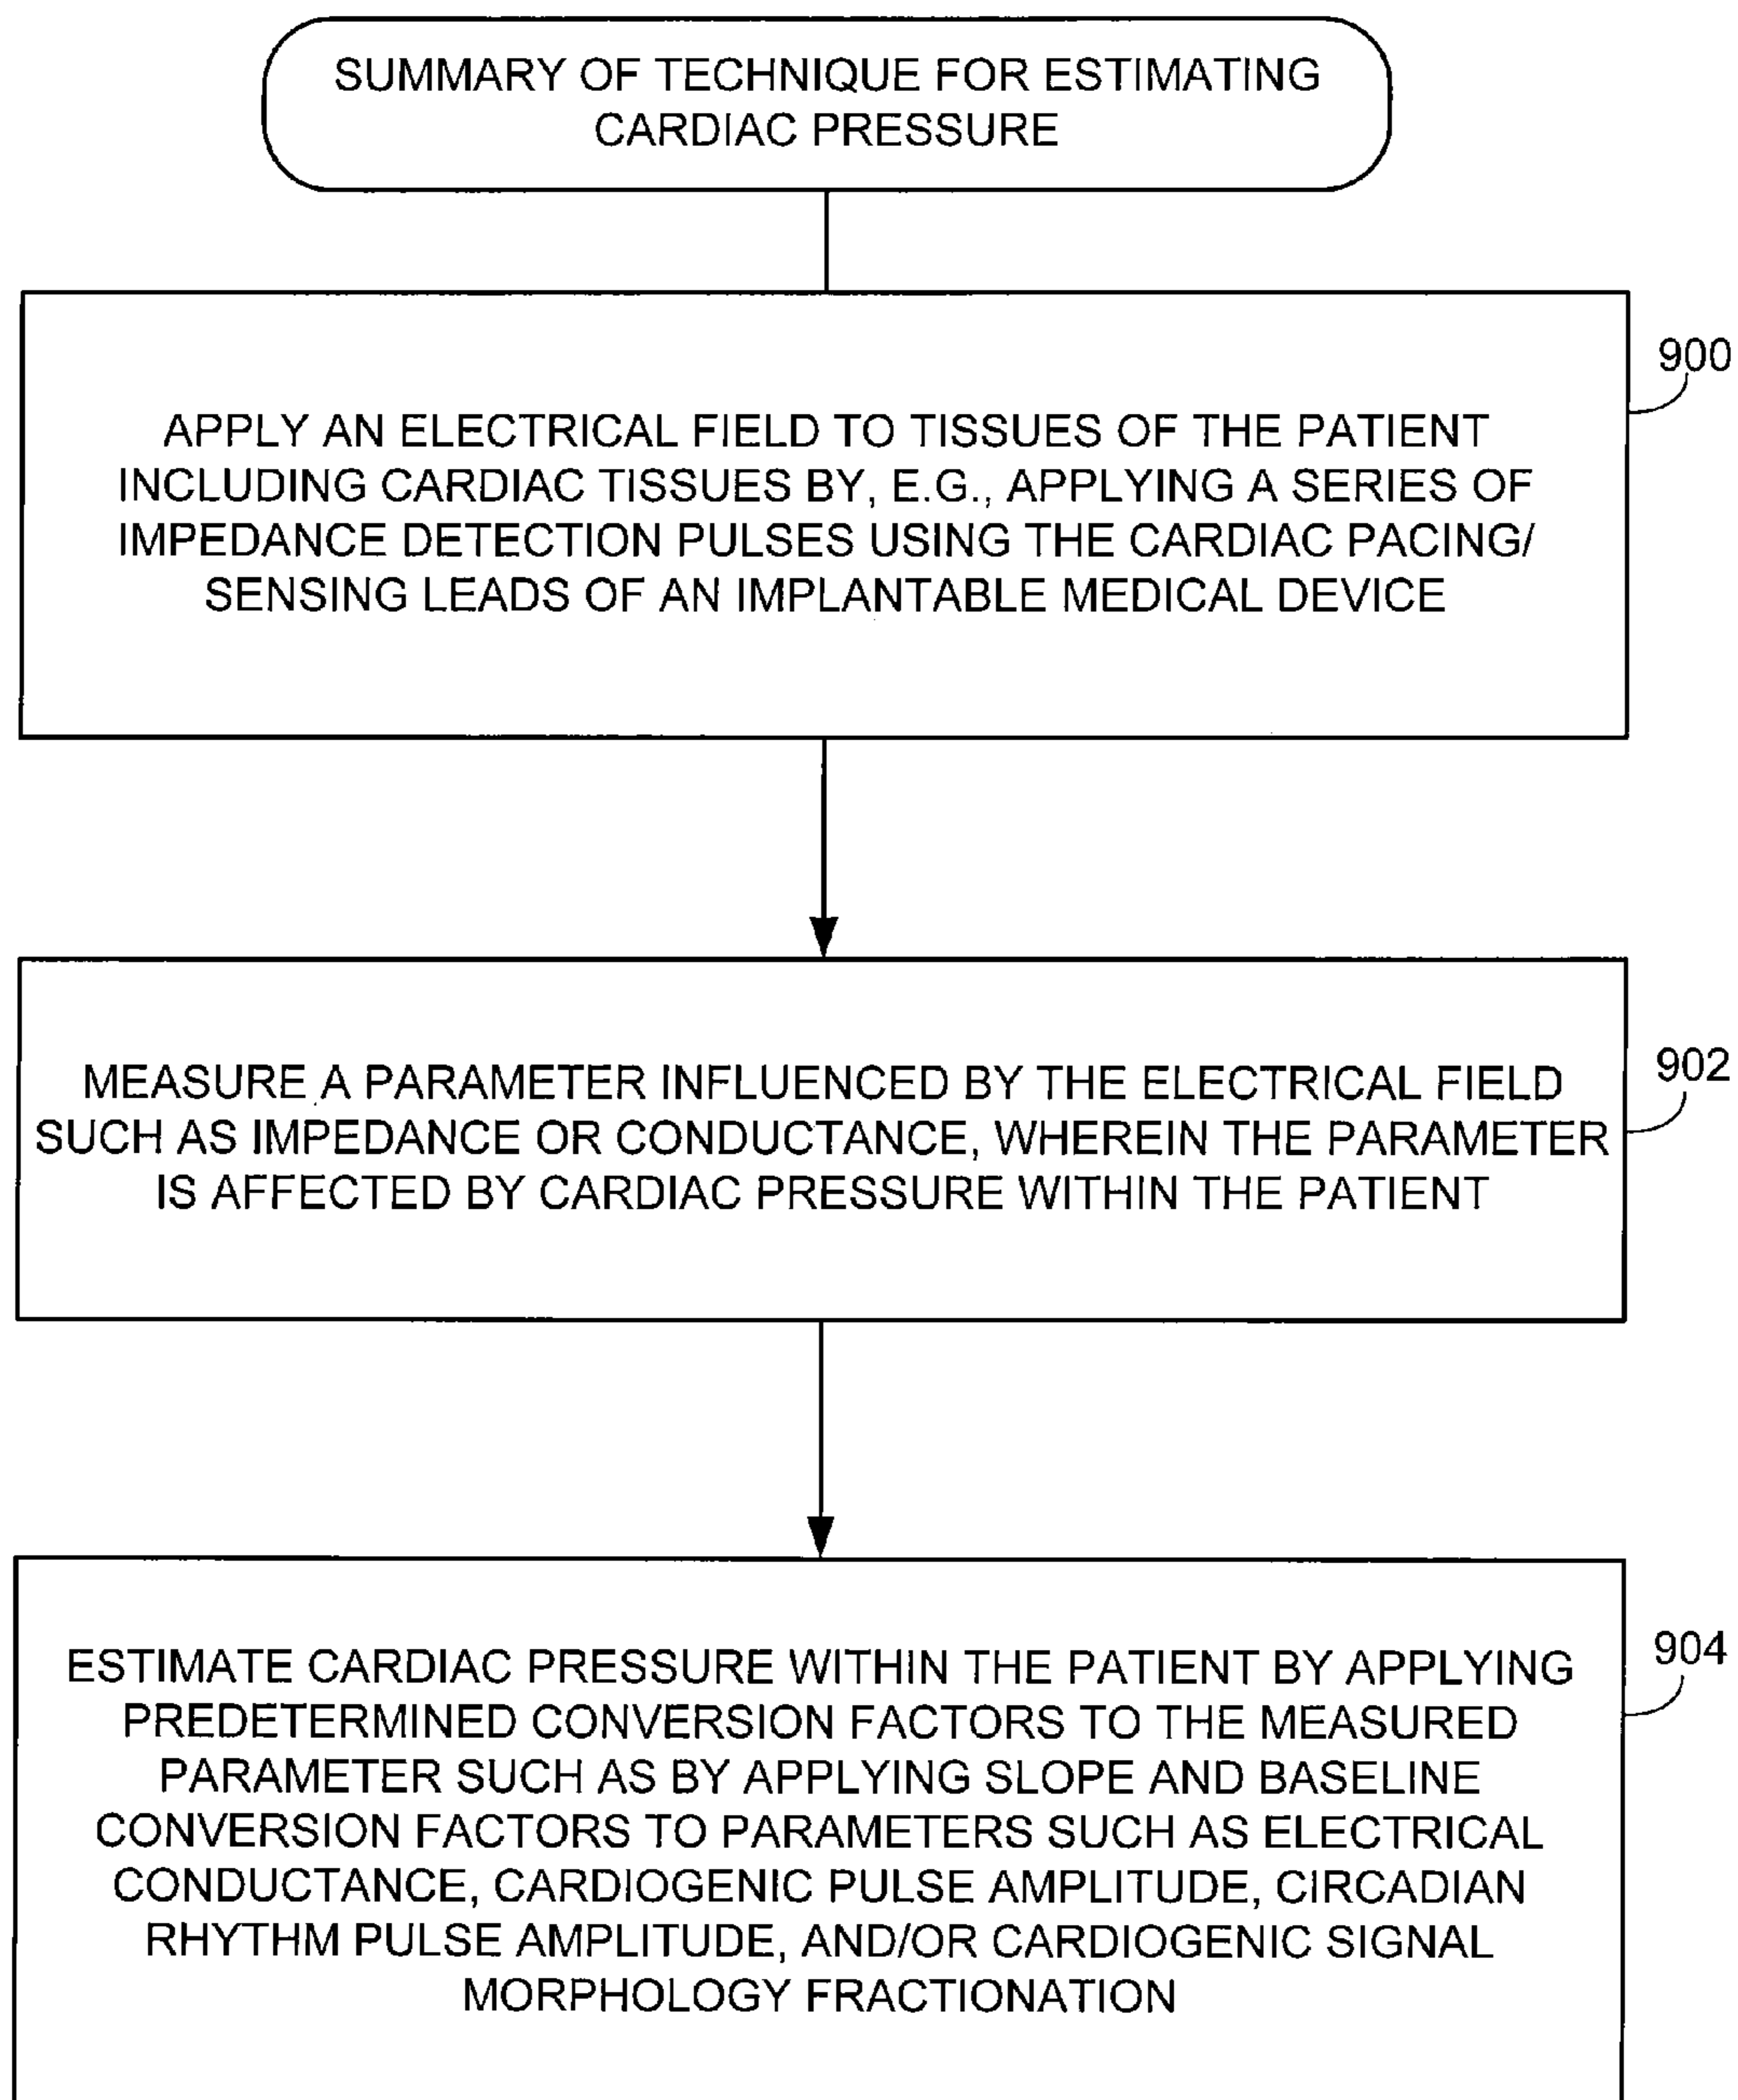 SUMMARY OF TECHNIQUE FOR ESTIMATING
CARDIAC PRESSURE
900
APPLY AN ELECTRICAL FIELD TO TISSUES OF THE PATIENT
INCLUDING CARDIAC TISSUES BY, E.G., APPLYING A SERIES OF
IMPEDANCE DETECTION PULSES USING THE CARDIAC PACING/
SENSING LEADS OF AN IMPLANTABLE MEDICAL DEVICE
902
MEASURE A PARAMETER INFLUENCED BY THE ELECTRICAL FIELD
SUCH AS IMPEDANCE OR CONDUCTANCE, WHEREIN THE PARAMETER
IS AFFECTED BY CARDIAC PRESSURE WITHIN THE PATIENT
904
ESTIMATE CARDIAC PRESSURE WITHIN THE PATIENT BY APPLYING
PREDETERMINED CONVERSION FACTORS TO THE MEASURED
PARAMETER SUCH AS BY APPLYING SLOPE AND BASELINE
CONVERSION FACTORS TO PARAMETERS SUCH AS ELECTRICAL
CONDUCTANCE, CARDIOGENIC PULSE AMPLITUDE, CIRCADIAN
RHYTHM PULSE AMPLITUDE, AND/OR CARDIOGENIC SIGNAL
MORPHOLOGY FRACTIONATION